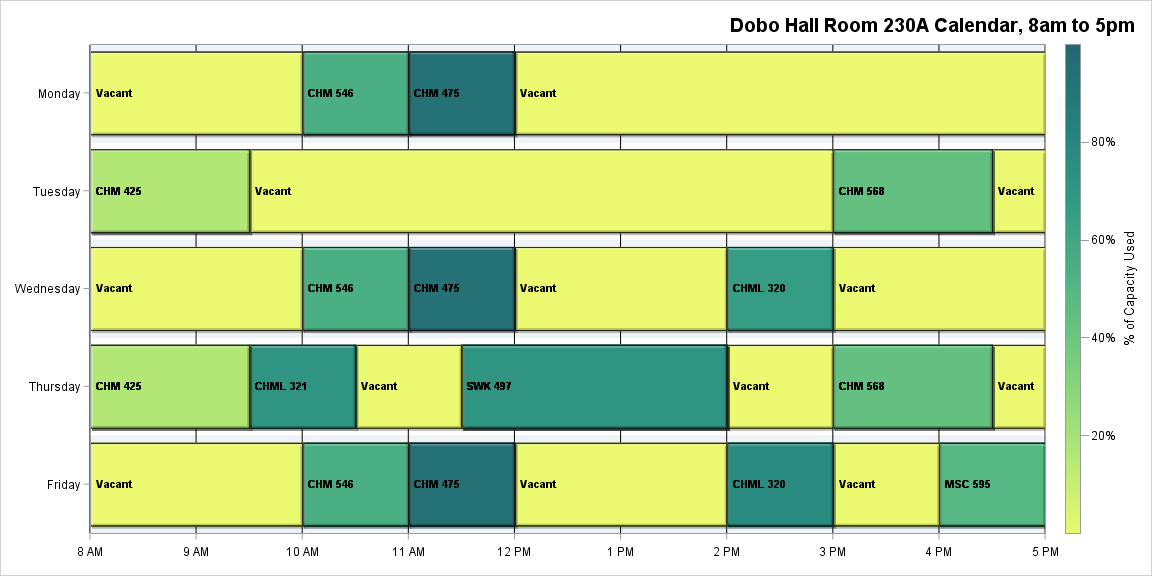 Dobo Hall Room 230A Calendar, 8am to 5pm
Monday
Vacant
CHM 546
CHM 475
Vacant
Tuesday
CHM 425
Vacant
CHM 568
Vacant
Wednesday
Vacant
CHM 546
CHM 475
Vacant
CHML 320
Vacant
Thursday
CHM 425
CHML 321
Vacant
SWK 497
Vacant
CHM 568
Vacant
Friday
Vacant
CHM 546
CHM 475
Vacant
CHML 320
Vacant
MSC 595
8 AM
9 AM
10 AM
11 AM
12 PM
1 PM
2 PM
3 PM
4 PM
5 PM
80%
60%
40%
20%
% of Capacity Used